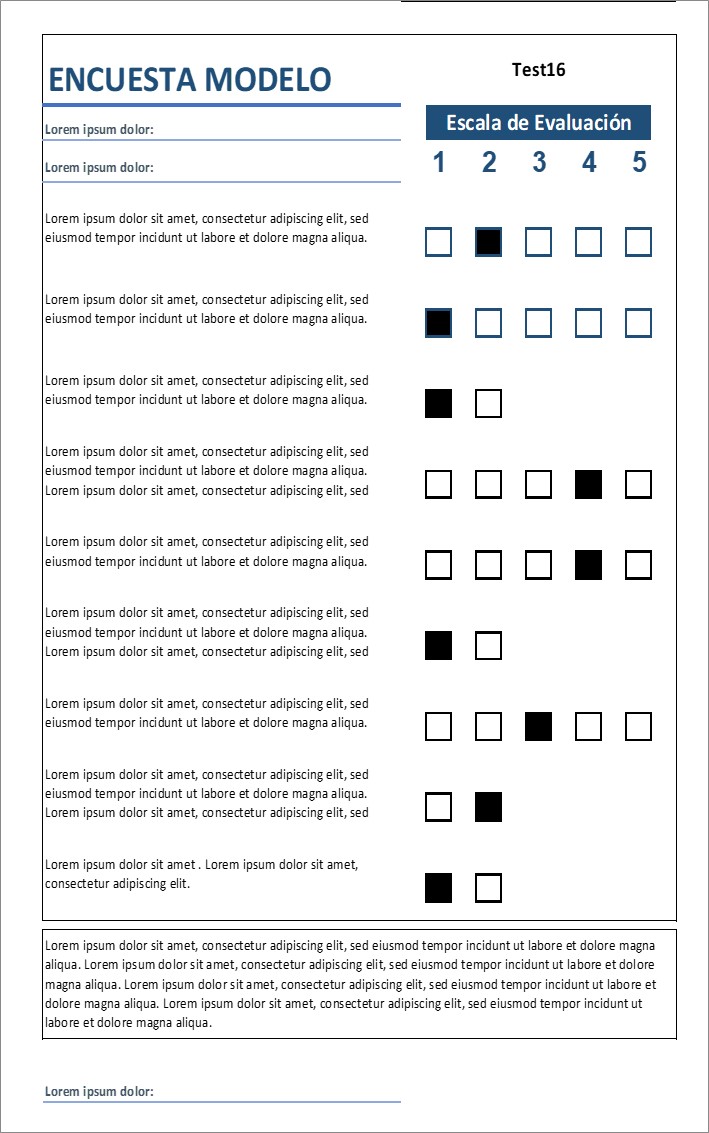 ENCUESTA MODELO
Test16
Escala de Evaluación
Lorem ipsum dolor:
1 2 3 4 5
Lorem ipsum dolor:
Lorem ipsum dolor sit amet, consectetur adipiscing elit, sed
eiusmod tempor incidunt ut labore et dolore magna aliqua.
Lorem ipsum dolor sit amet, consectetur adipiscing elit, sed
eiusmod tempor incidunt ut labore et dolore magna aliqua.
Lorem ipsum dolor sit amet, consectetur adipiscing elit, sed
eiusmod tempor incidunt ut labore et dolore magna aliqua.
Lorem ipsum dolor sit amet, consectetur adipiscing elit, sed
eiusmod tempor incidunt ut labore et dolore magna aliqua.
Lorem ipsum dolor sit amet, consectetur adipiscing elit, sed
Lorem ipsum dolor sit amet, consectetur adipiscing elit, sed
eiusmod tempor incidunt ut labore et dolore magna aliqua.
Lorem ipsum dolor sit amet, consectetur adipiscing elit, sed
eiusmod tempor incidunt ut labore et dolore magna aliqua.
Lorem ipsum dolor sit amet, consectetur adipiscing elit, sed
Lorem ipsum dolor sit amet, consectetur adipiscing elit, sed
eiusmod tempor incidunt ut labore et dolore magna aliqua.
Lorem ipsum dolor sit amet, consectetur adipiscing elit, sed
eiusmod tempor incidunt ut labore et dolore magna aliqua.
Lorem ipsum dolor sit amet, consectetur adipiscing elit, sed
Lorem ipsum dolor sit amet . Lorem ipsum dolor sit amet,
consectetur adipiscing elit.
Lorem ipsum dolor sit amet, consectetur adipiscing elit, sed eiusmod tempor incidunt ut labore et dolore magna
aliqua. Lorem ipsum dolor sit amet, consectetur adipiscing elit, sed eiusmod tempor incidunt ut labore et dolore
magna aliqua. Lorem ipsum dolor sit amet, consectetur adipiscing elit, sed eiusmod tempor incidunt ut labore et
dolore magna aliqua. Lorem ipsum dolor sit amet, consectetur adipiscing elit, sed eiusmod tempor incidunt ut
labore et dolore magna aliqua.
Lorem ipsum dolor: